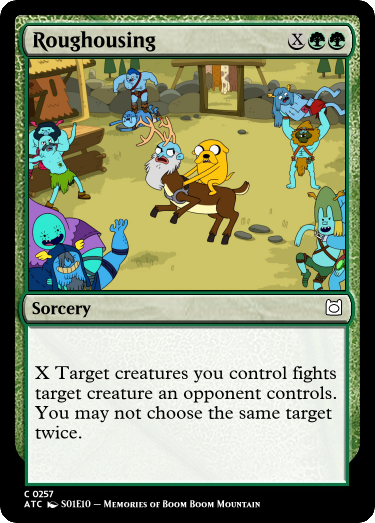 Roughousing X
Sorcery
X Target creatures you control fights
target creature an opponent controls.
You may not choose the same target
twice.
C 0257
ATC S01E10 – Memories of Boom Boom Mountain